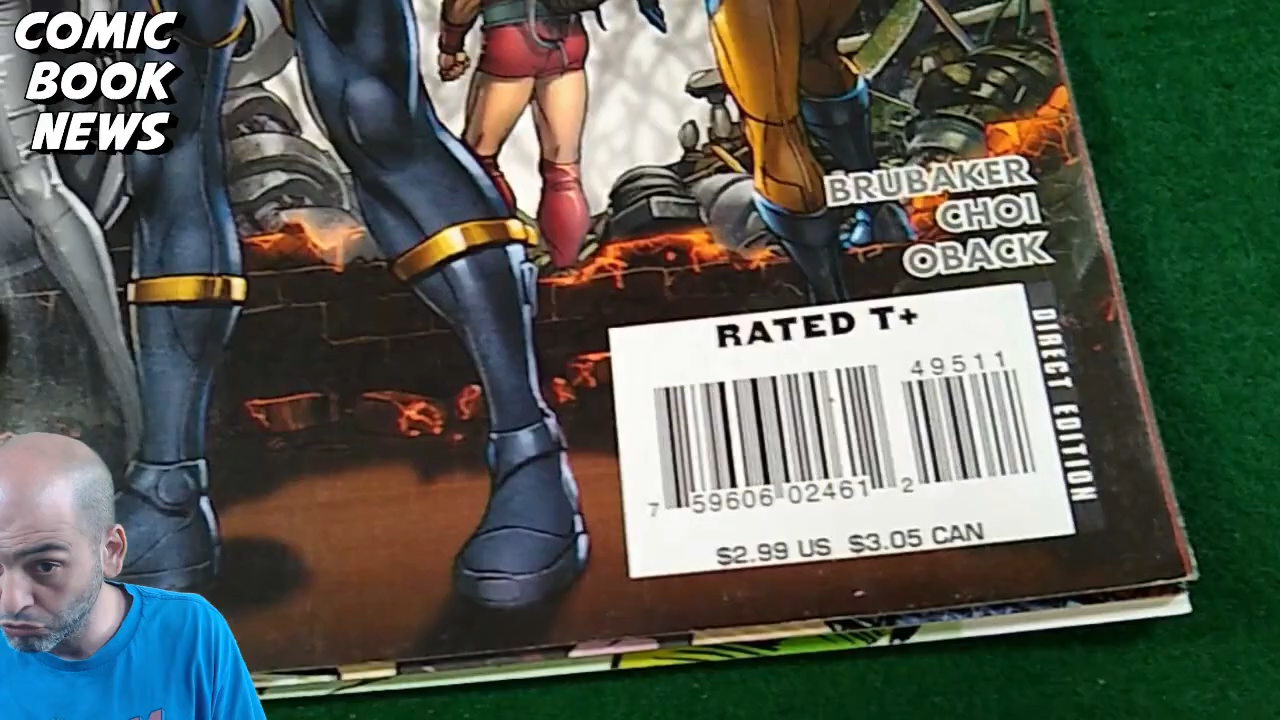 COMIC
BOOK
NEWS
BRUBAKER
CHOI
OBACK
DIRECT EDITION
RATED T+
49511
7 59606 02461 2
$2.99 US $3.05 CAN